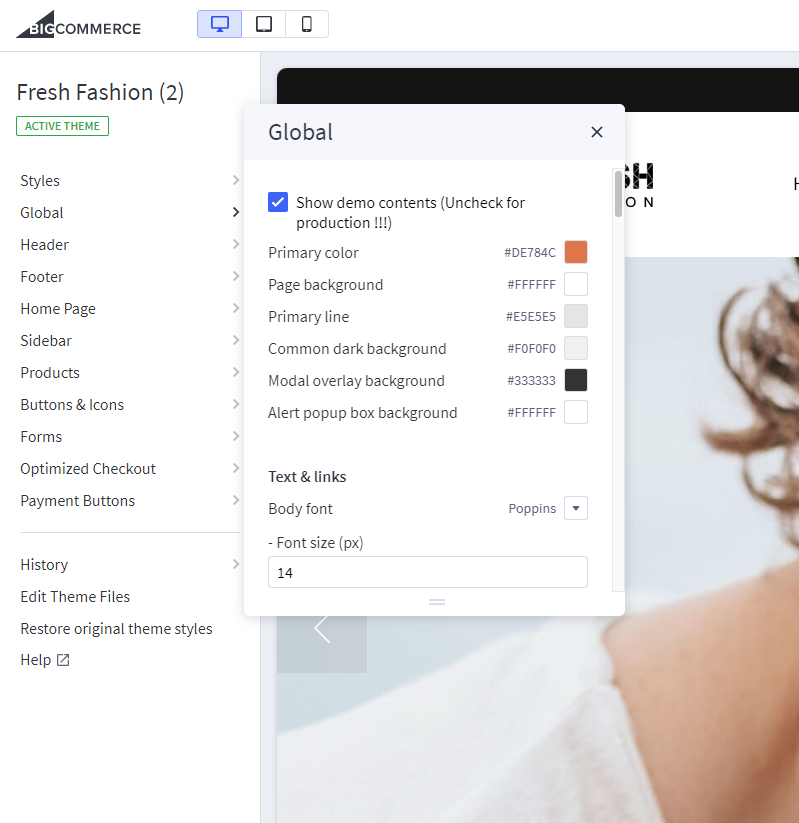 BIGCOMMERCE
Fresh Fashion (2)
ACTIVE THEME
Styles
Global
Header
Footer
Home Page
Sidebar
Products
Buttons & Icons
Forms
Optimized Checkout
Payment Buttons
History
Edit Theme Files
Restore original theme styles
Help
Global
Show demo contents (Uncheck for
production !!!)
Primary color #DE784C
Page background #FFFFFF
Primary line #E5E5E5
Common dark background #F0F0F0
Modal overlay background #333333
Alert popup box background #FFFFFF
Text & links
Body font Poppins
- Font size (px)
14
SH
ON
H